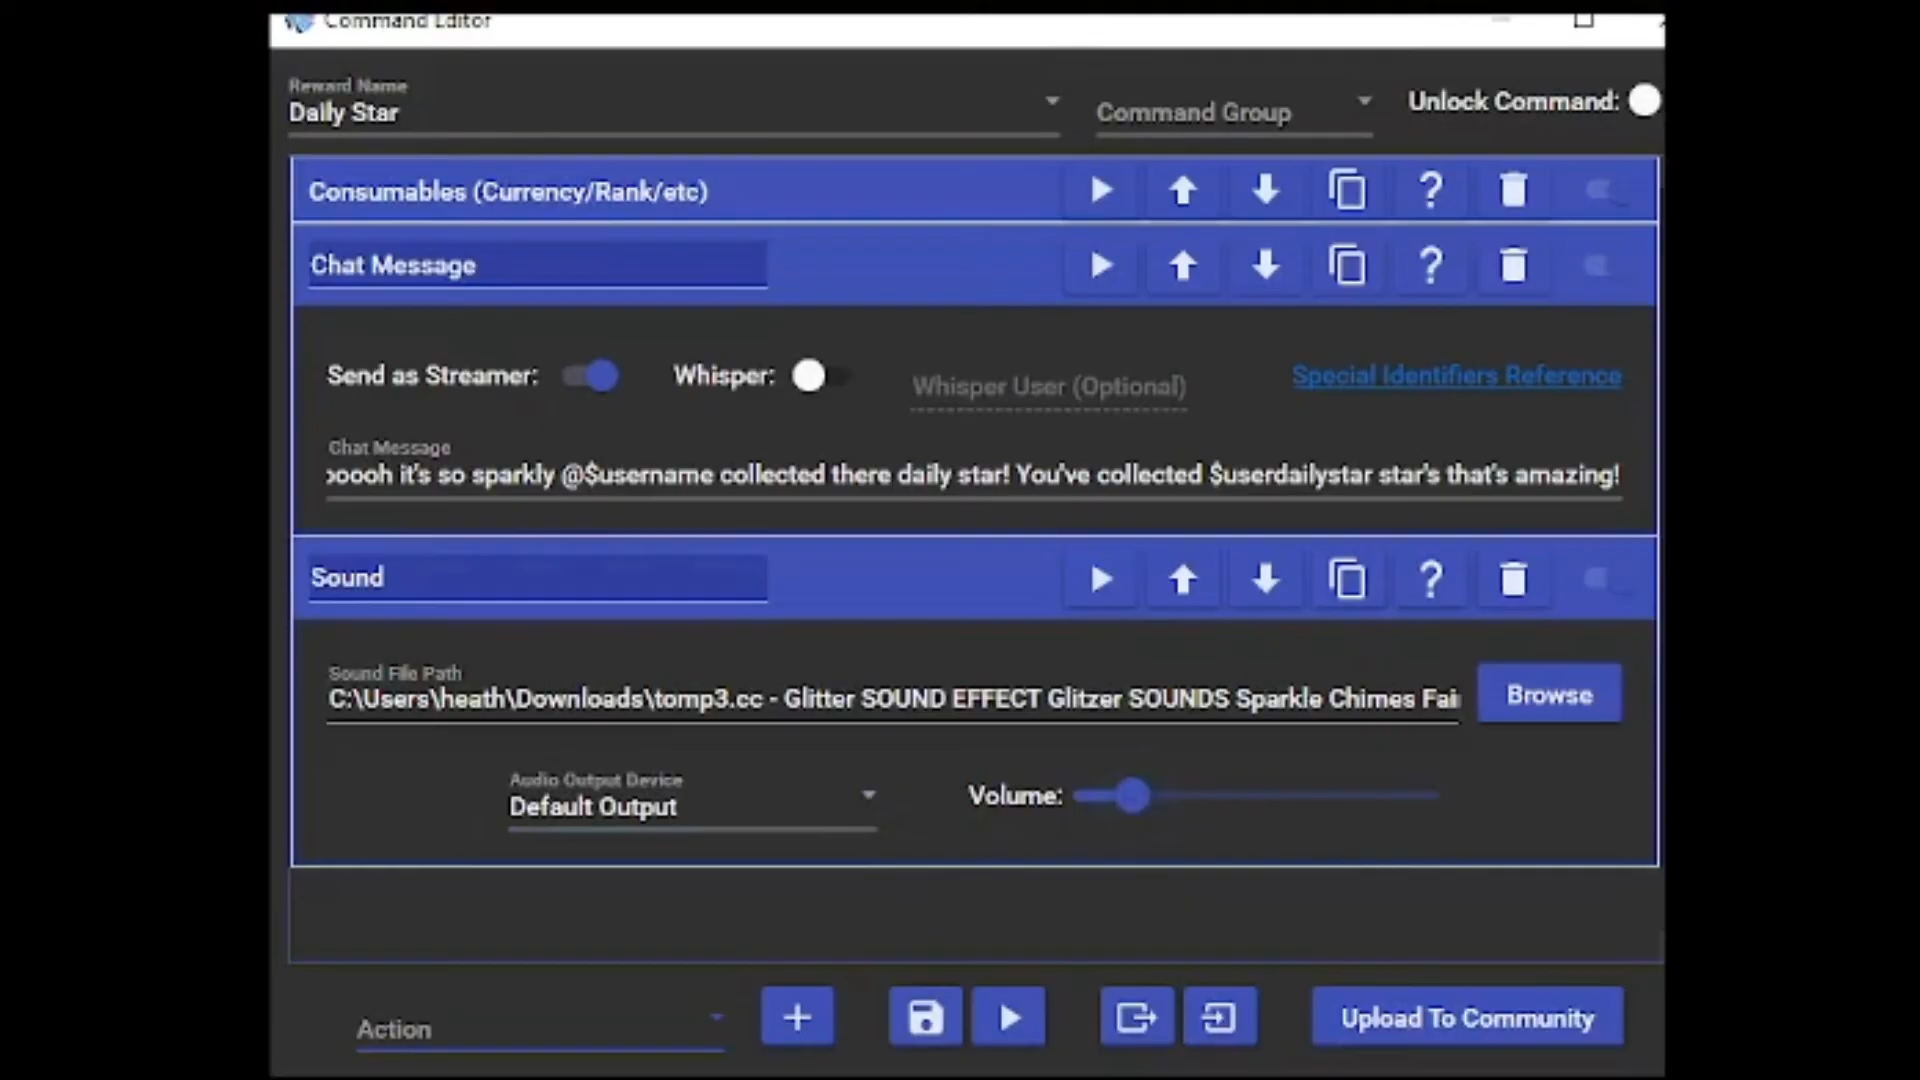 Command Editor
Reward Name
Daily Star
Command Group
Unlock Command:
Consumables (Currency/Rank/etc)
?
Chat Message
?
Send as Streamer:
Whisper:
Whisper User (Optional)
Special Identifiers Reference
Chat Message
ooooh it's so sparkly @$username collected there daily star! You've collected $userdailystar star's that's amazing!
Sound
?
Sound File Path
C:\Users\heath\Downloads\tomp3.cc - Glitter SOUND EFFECT Glitzer SOUNDS Sparkle Chimes Fai
Browse
Audio Output Device
Default Output
Volume:
Action
Upload To Community